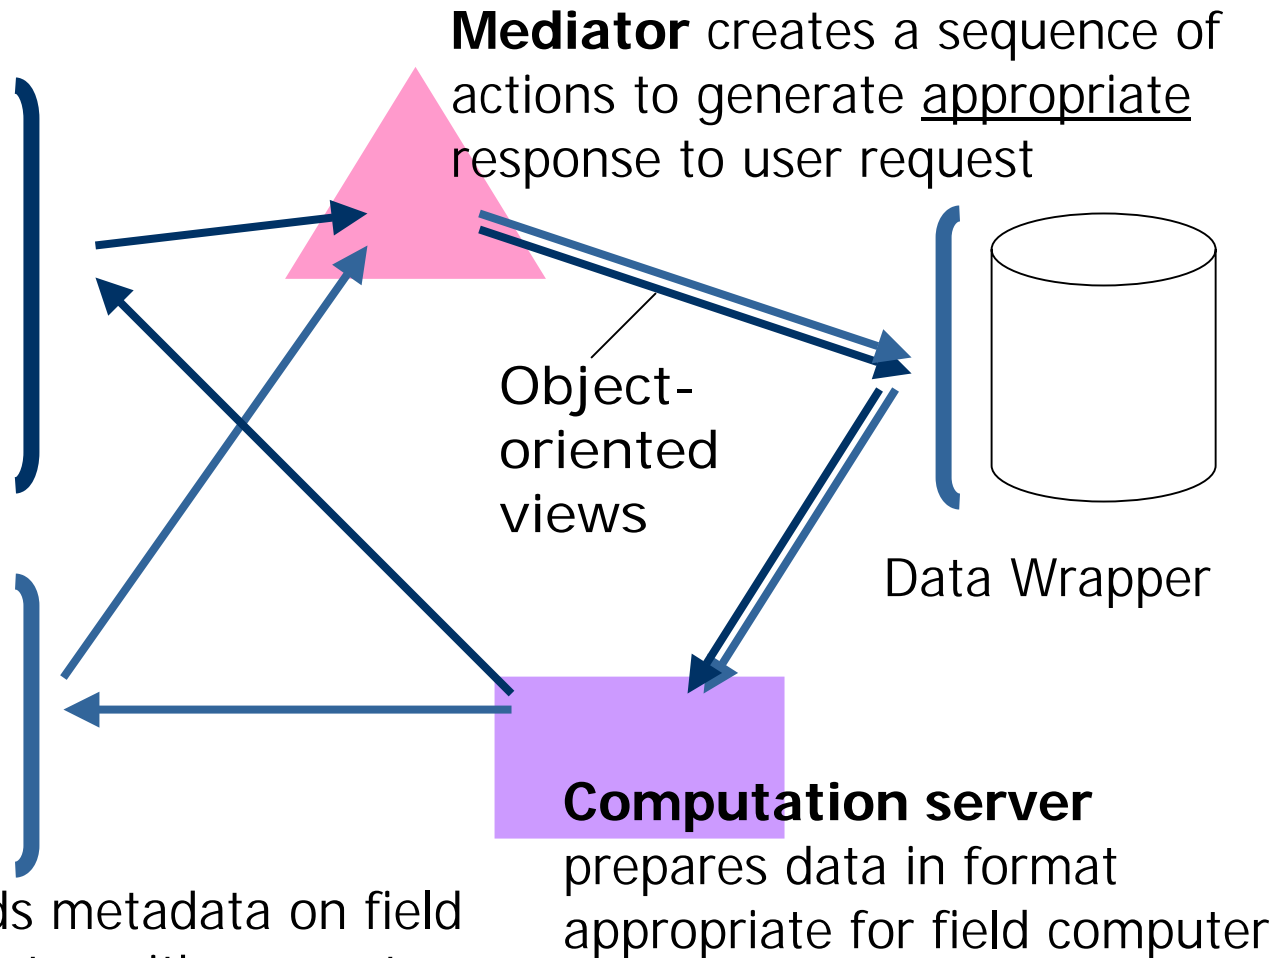 Mediator creates a sequence of
actions to generate appropriate
response to user request
Object-
oriented
views
Data Wrapper
Computation server
prepares data in format
appropriate for field computer
metadata on field